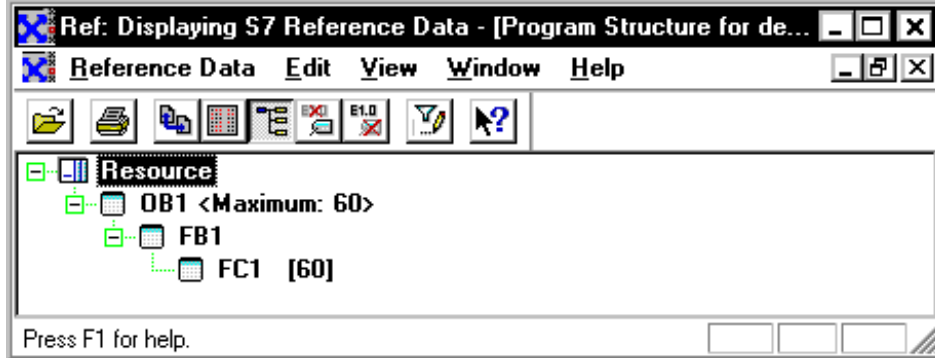 Ref: Displaying S7 Reference Data - [Program Structure for de...
Reference Data Edit View Window Help
E1.0
Resource
OB1 <Maximum: 60>
FB1
FC1 [60]
Press F1 for help.